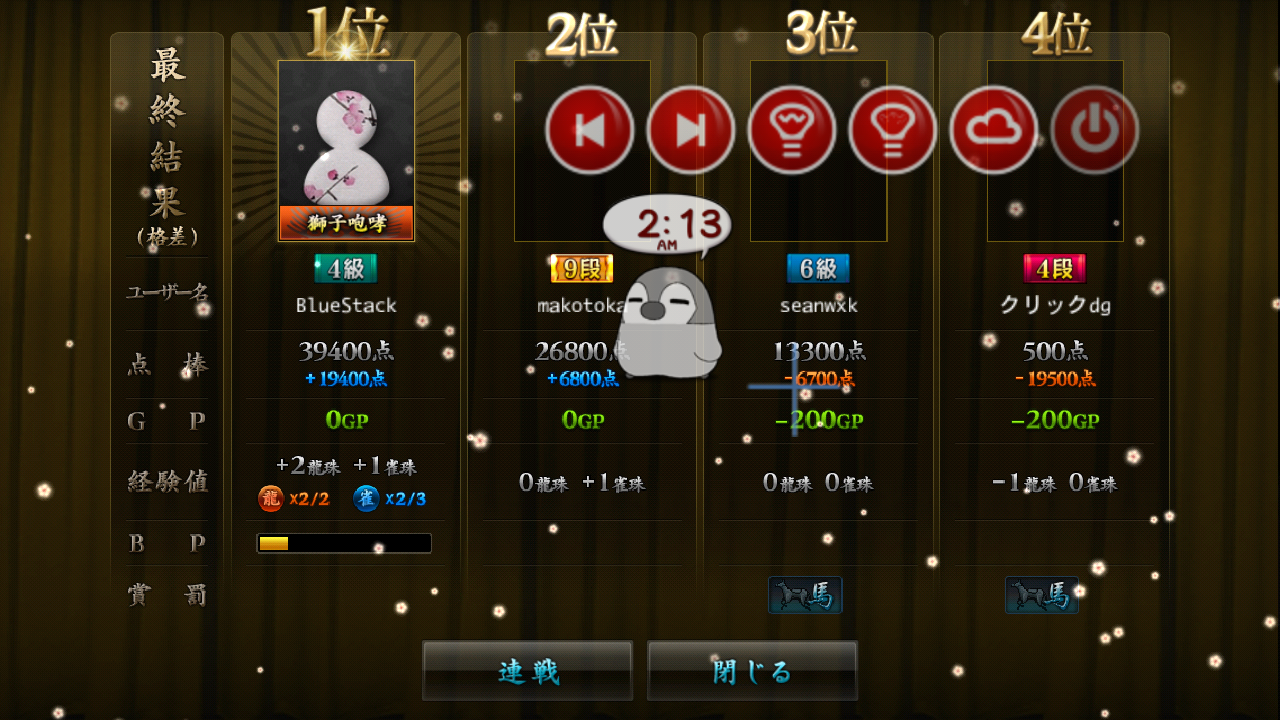 1位 2位 3位 4位
最終結果
(格差)
獅子咆哮
2:13
AM
4級 9段 6級 4段
ユーザー名 BlueStack makotoka seanwxk クリックdg
点棒 39400点 26800点 13300点 500点
+19400点 +6800点 -6700点 -19500点
GP 0GP 0GP -200GP -200GP
+2龍珠 +1雀珠
経験値 0龍珠 +1雀珠 0龍珠 0雀珠 -1龍珠 0雀珠
龍 x2/2 雀 x2/3
BP
賞罰 馬 馬
連戦 閉じる